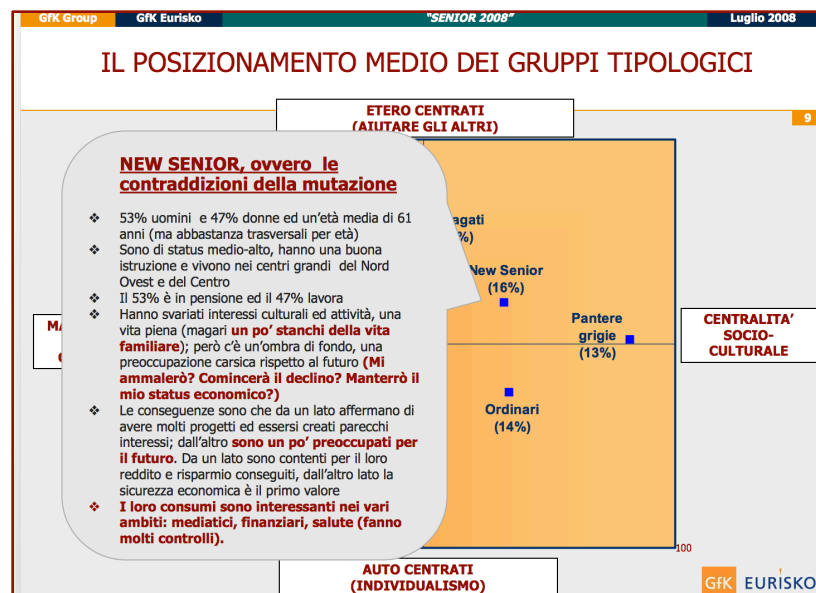 GfK Group GfK Eurisko "SENIOR 2008" Luglio 2008
IL POSIZIONAMENTO MEDIO DEI GRUPPI TIPOLOGICI
9
ETERO CENTRATI
(AIUTARE GLI ALTRI)
NEW SENIOR, ovvero le
contraddizioni della mutazione
❖ 53% uomini e 47% donne ed un'età media di 61
anni (ma abbastanza trasversali per età)
❖ Sono di status medio-alto, hanno una buona
istruzione e vivono nei centri grandi del Nord
Ovest e del Centro
❖ Il 53% è in pensione ed il 47% lavora
❖ Hanno svariati interessi culturali ed attività, una
vita piena (magari un po' stanchi della vita
familiare); però c'è un'ombra di fondo, una
preoccupazione carsica rispetto al futuro (Mi
ammalerò? Comincerà il declino? Manterrò il
mio status economico?)
❖ Le conseguenze sono che da un lato affermano di
avere molti progetti ed essersi creati parecchi
interessi; dall'altro sono un po' preoccupati per
il futuro. Da un lato sono contenti per il loro
reddito e risparmio conseguiti, dall'altro lato la
sicurezza economica è il primo valore
❖ I loro consumi sono interessanti nei vari
ambiti: mediatici, finanziari, salute (fanno
molti controlli).
agati
%)
New Senior
(16%)
Pantere
grigie
(13%)
Ordinari
(14%)
MA
CENTRALITA'
SOCIO-
CULTURALE
100
AUTO CENTRATI
(INDIVIDUALISMO)
GfK EURISKO